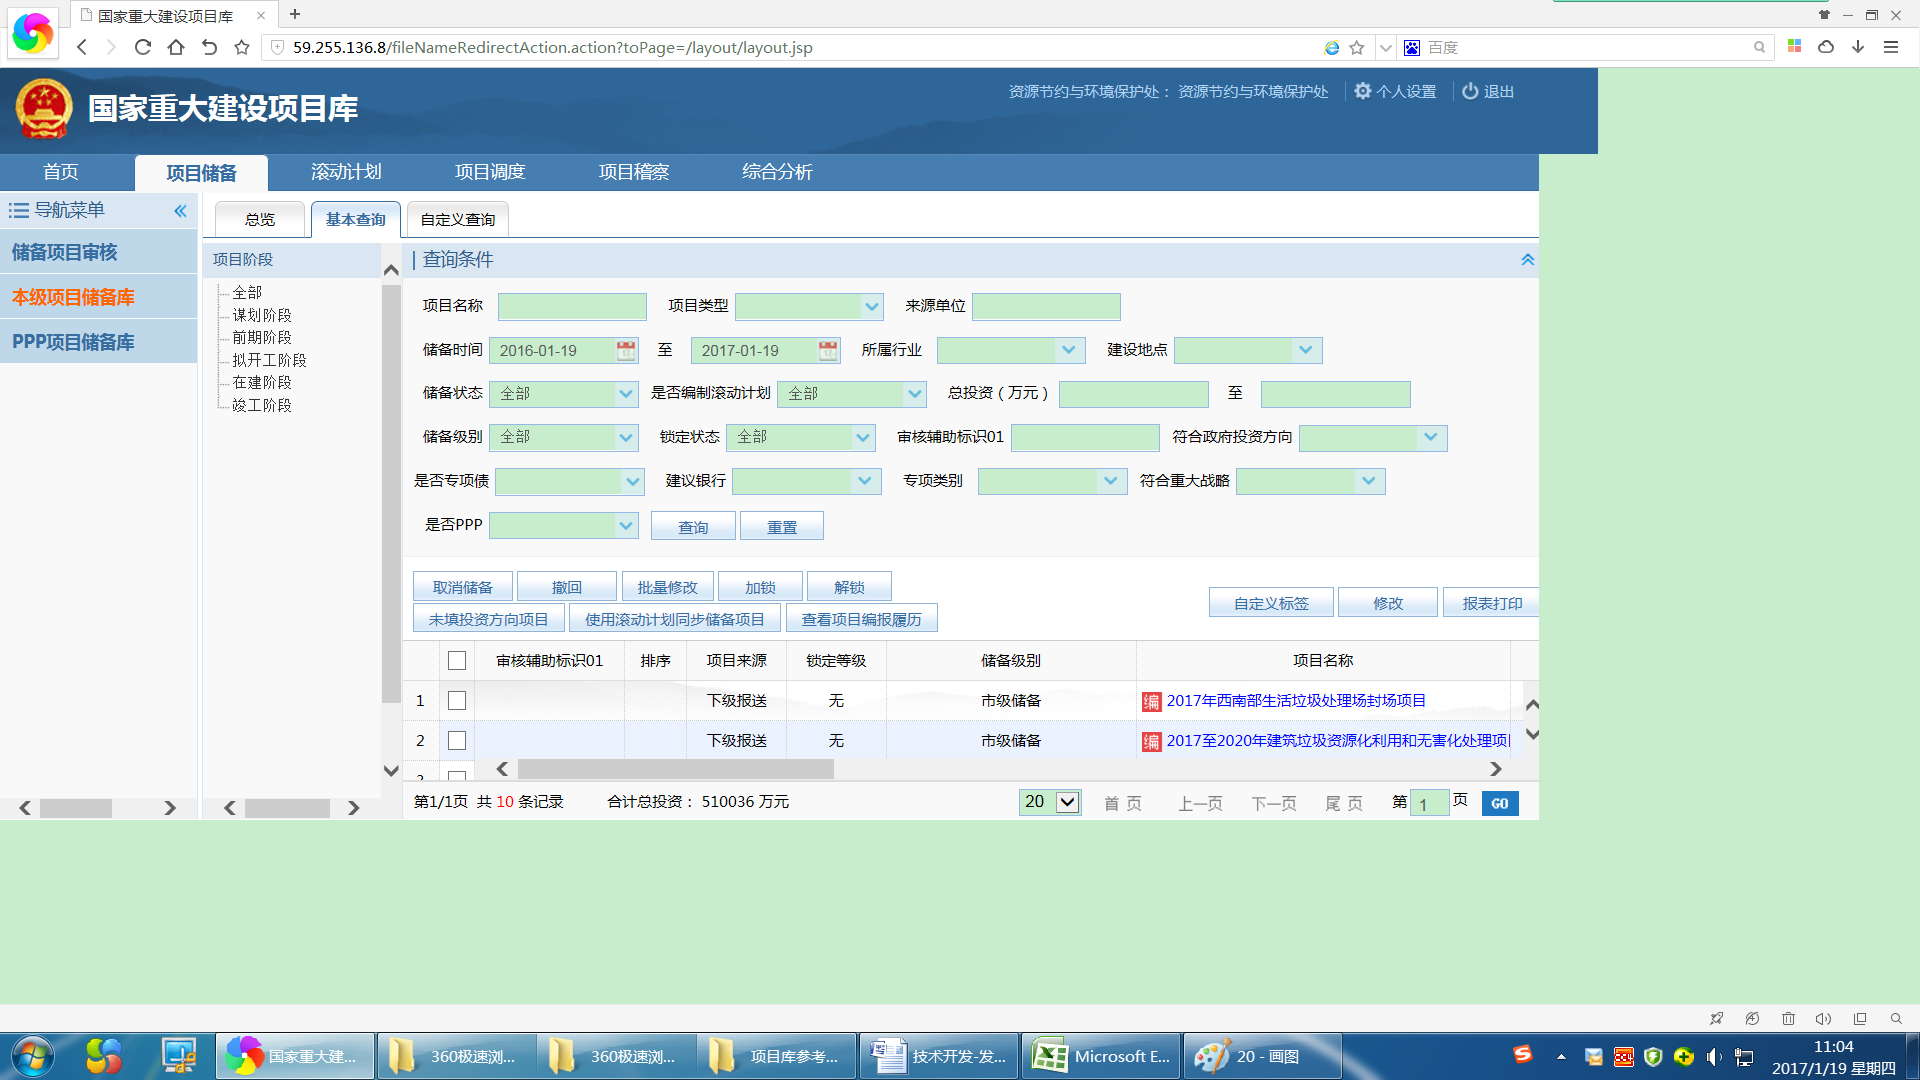 国家重大建设项目库
59.255.136.8/fileNameRedirectAction.action?toPage=/layout/layout.jsp
百度
国家重大建设项目库
资源节约与环境保护处： 资源节约与环境保护处 个人设置 退出
首页 项目储备 滚动计划 项目调度 项目稽察 综合分析
导航菜单
储备项目审核
本级项目储备库
PPP项目储备库
总览 基本查询 自定义查询
项目阶段
全部
谋划阶段
前期阶段
拟开工阶段
在建阶段
竣工阶段
查询条件
项目名称 项目类型 来源单位
储备时间 2016-01-19 至 2017-01-19 所属行业 建设地点
储备状态 全部 是否编制滚动计划 全部 总投资（万元） 至
储备级别 全部 锁定状态 全部 审核辅助标识01 符合政府投资方向
是否专项债 建议银行 专项类别 符合重大战略
是否PPP 查询 重置
取消储备 撤回 批量修改 加锁 解锁
未填投资方向项目 使用滚动计划同步储备项目 查看项目编报履历
自定义标签 修改 报表打印
审核辅助标识01 排序 项目来源 锁定等级 储备级别 项目名称
1 下级报送 无 市级储备 编 2017年西南部生活垃圾处理场封场项目
2 下级报送 无 市级储备 编 2017至2020年建筑垃圾资源化利用和无害化处理项
第1/1页 共 10 条记录 合计总投资： 510036 万元 20 首 页 上一页 下一页 尾 页 第 1 页 GO
国家重大建... 360极速浏... 360极速浏... 项目库参考... 技术开发-发... Microsoft E... 20 - 画图
11:04
2017/1/19 星期四